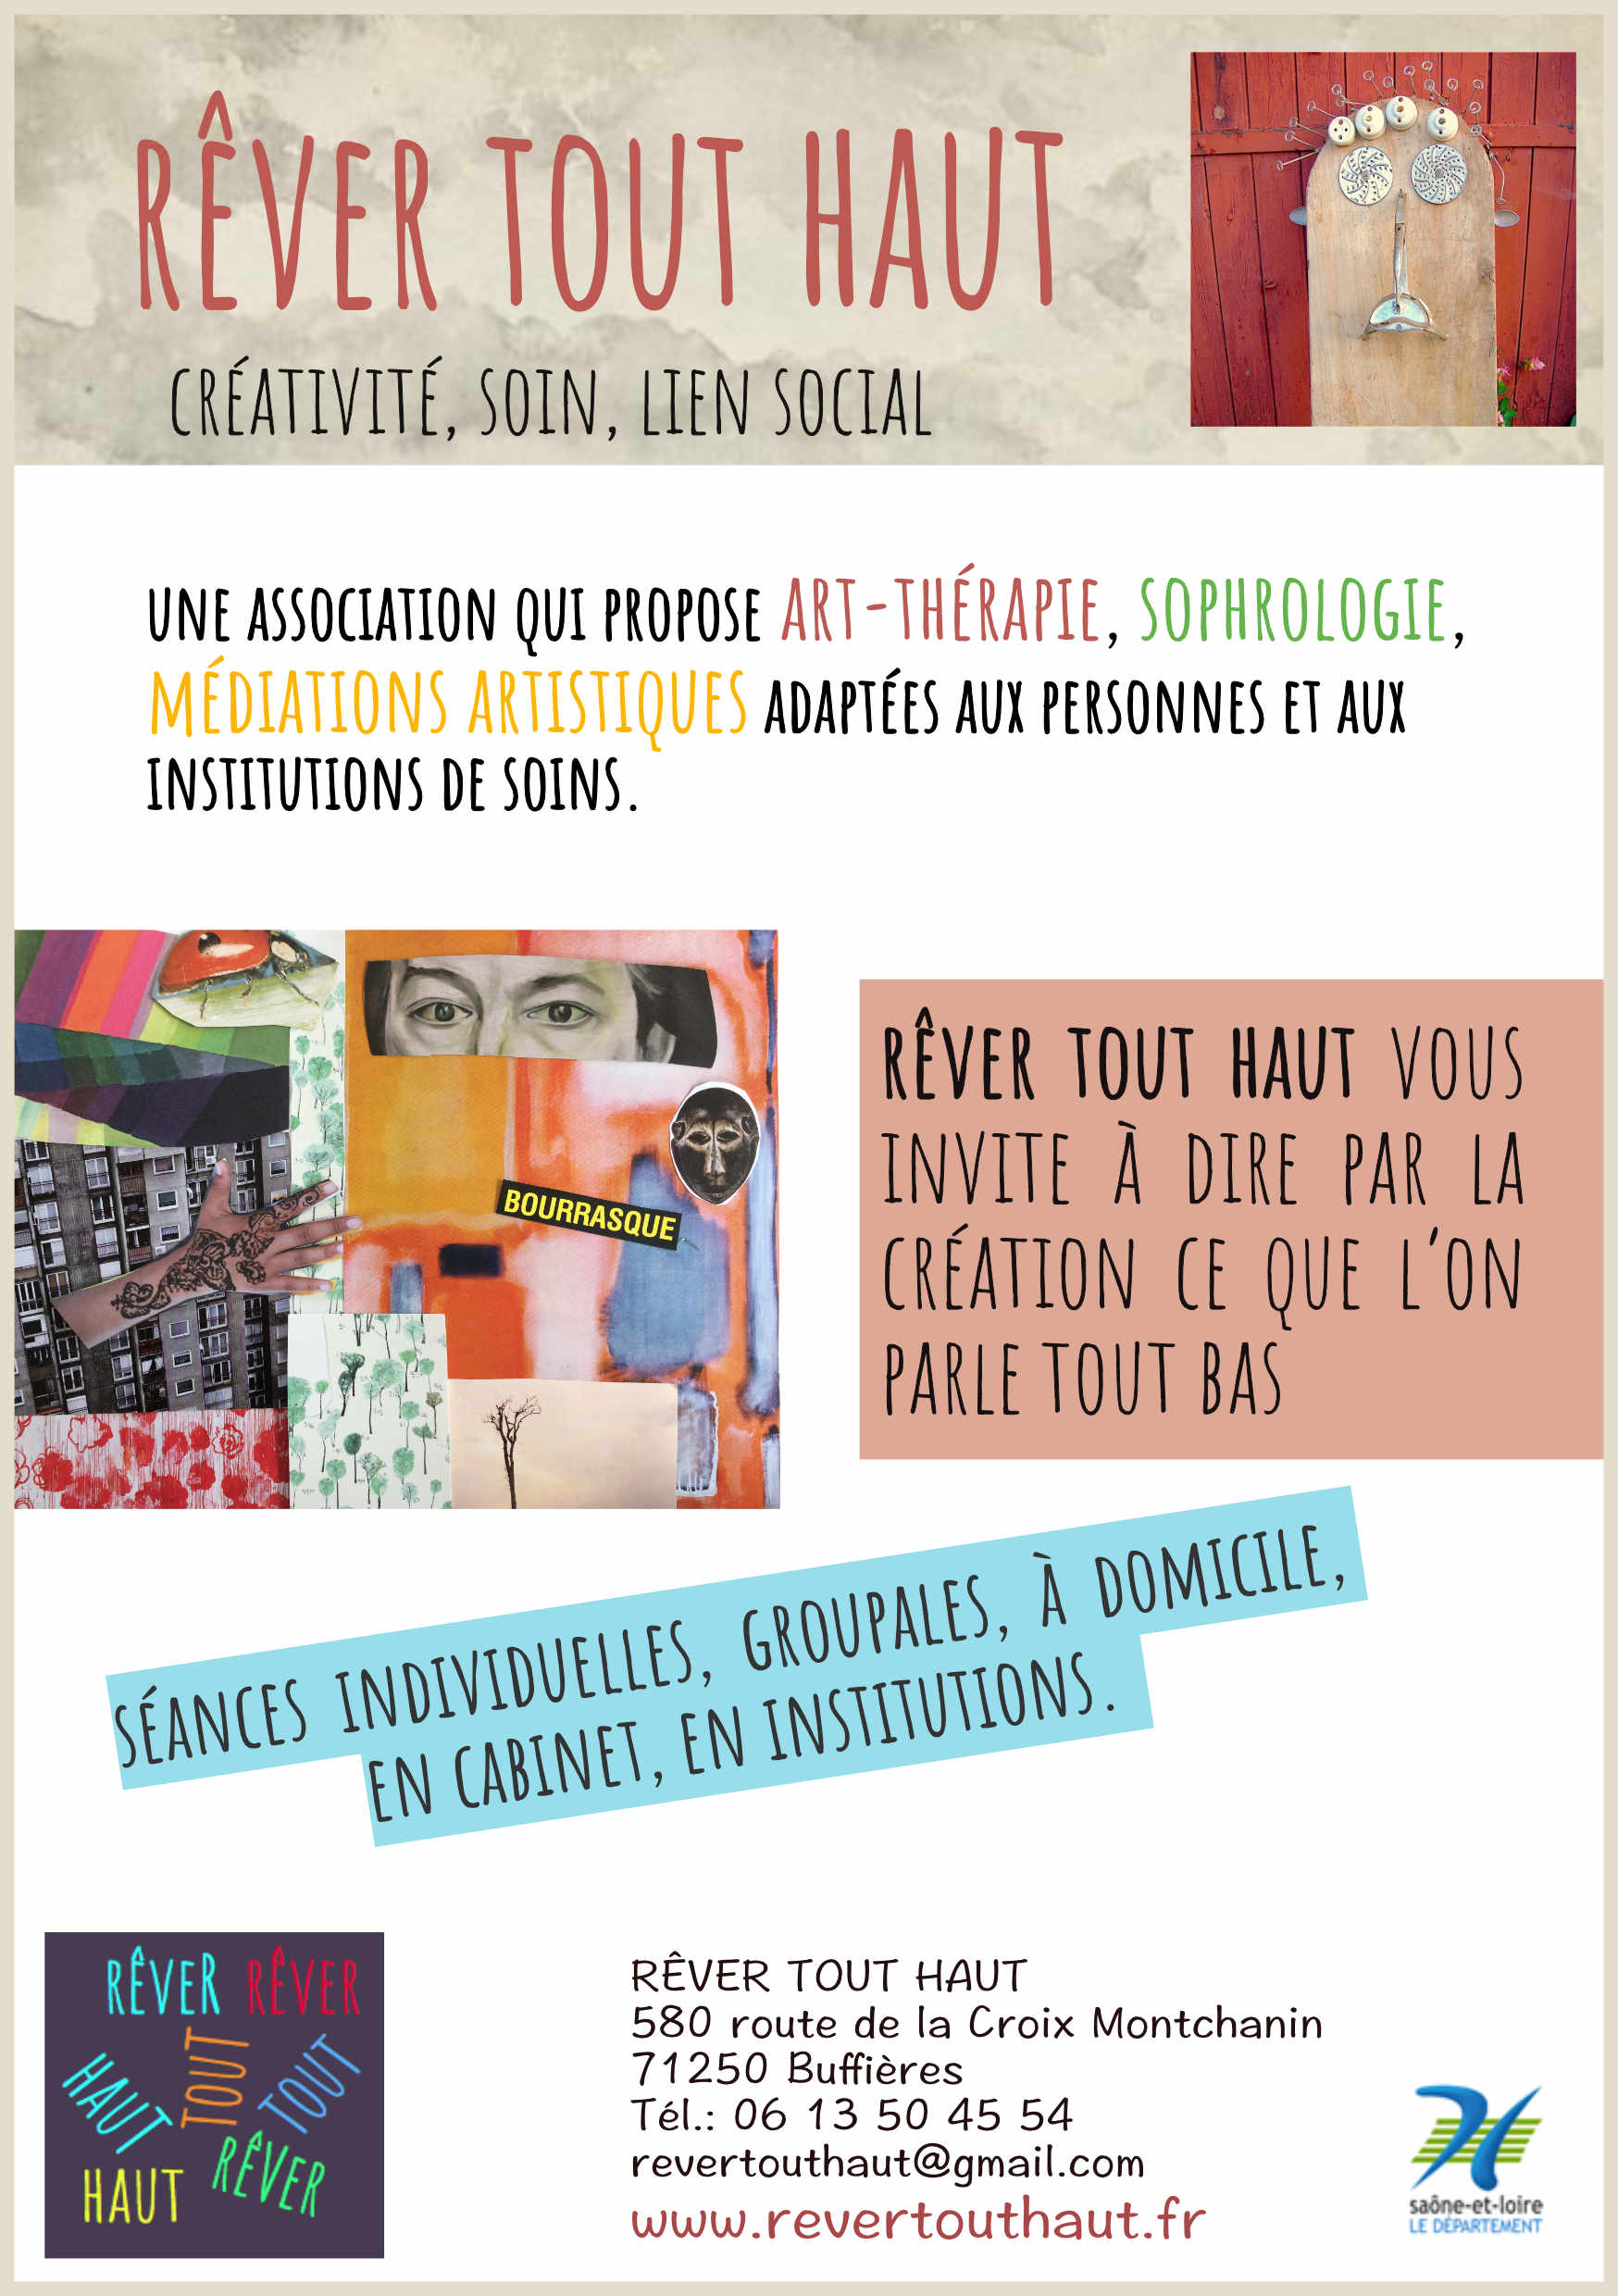 RÊVER TOUT HAUT
CRÉATIVITÉ, SOIN, LIEN SOCIAL
UNE ASSOCIATION QUI PROPOSE ART-THÉRAPIE, SOPHROLOGIE,
MÉDIATIONS ARTISTIQUES ADAPTÉES AUX PERSONNES ET AUX
INSTITUTIONS DE SOINS.
BOURRASQUE
RÊVER TOUT HAUT VOUS
INVITE À DIRE PAR LA
CRÉATION CE QUE L'ON
PARLE TOUT BAS
SÉANCES INDIVIDUELLES, GROUPALES, À DOMICILE,
EN CABINET, EN INSTITUTIONS.
RÊVER RÊVER
HAUT TOUT TOUT
HAUT RÊVER
RÊVER TOUT HAUT
580 route de la Croix Montchanin
71250 Buffières
Tél.: 06 13 50 45 54
revertouthaut@gmail.com
www.revertouthaut.fr
saône-et-loire
LE DÉPARTEMENT